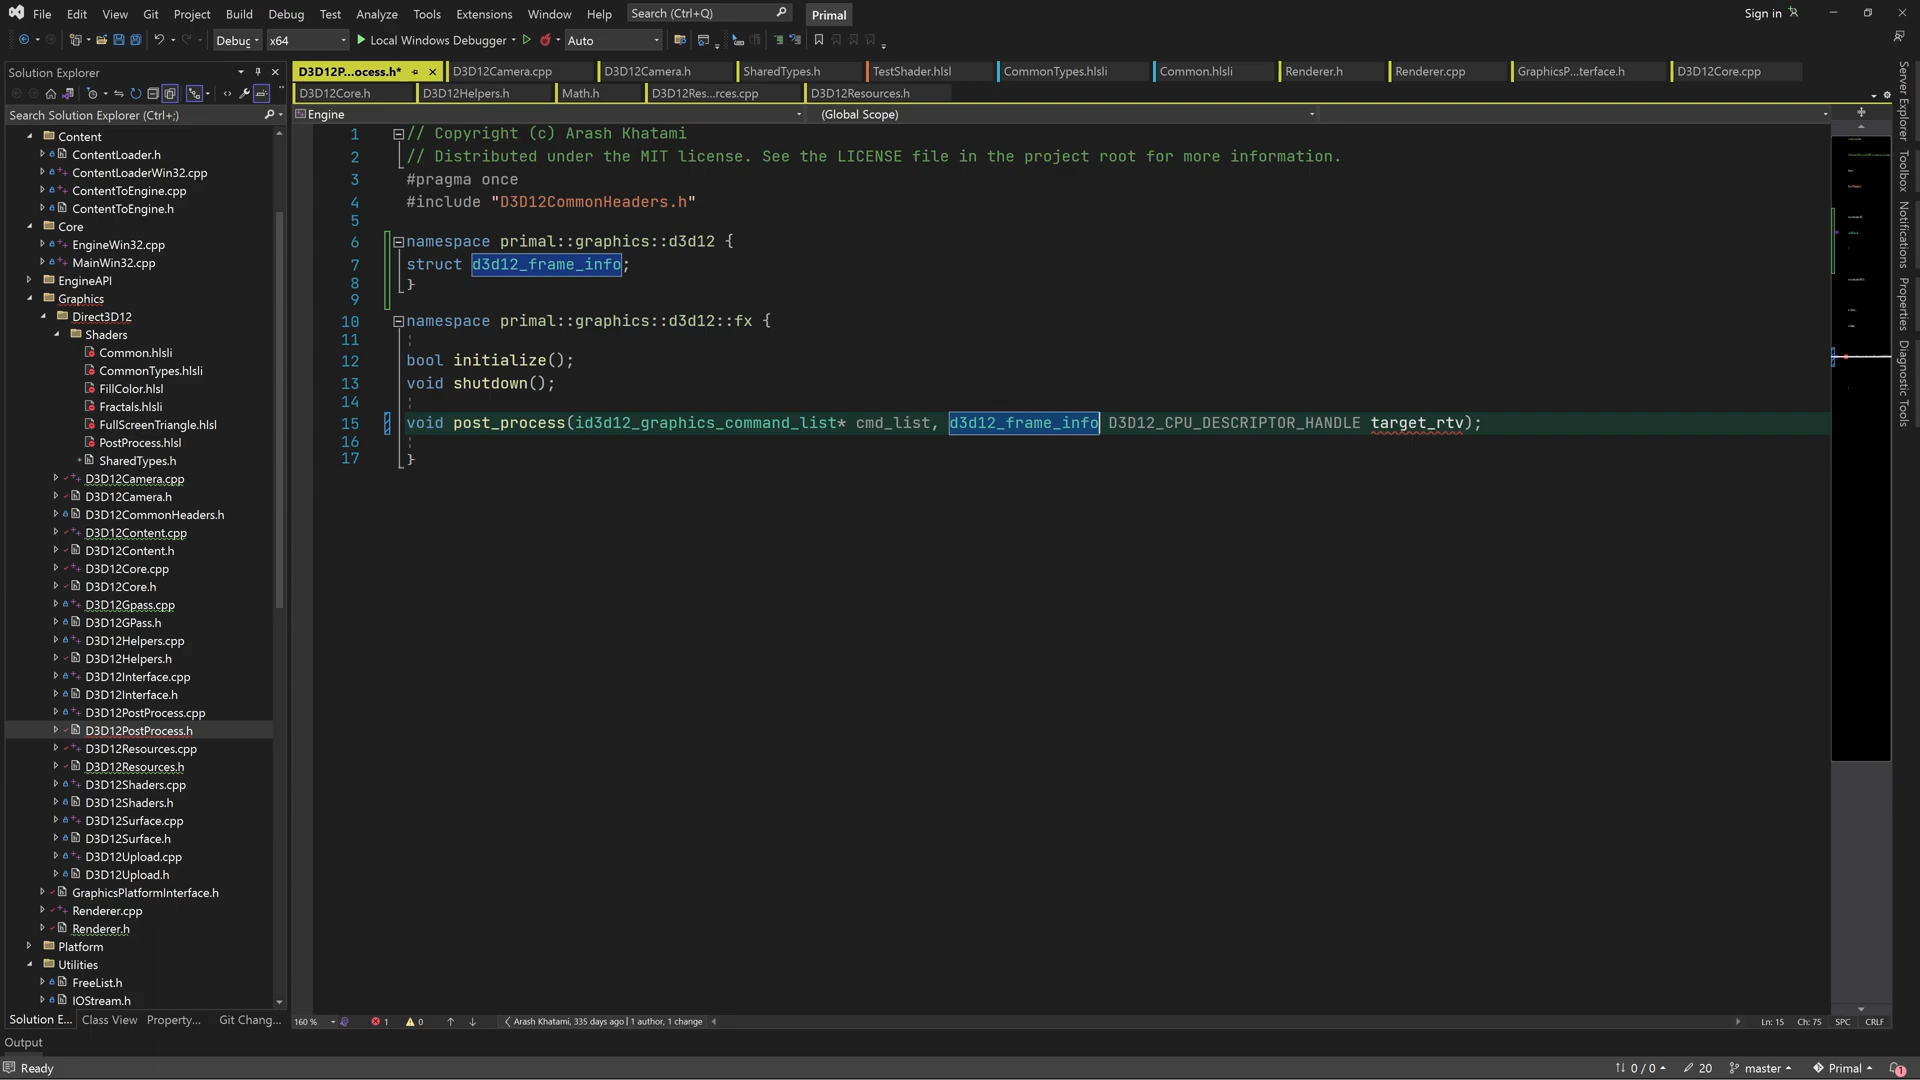 File Edit View Git Project Build Debug Test Analyze Tools Extensions Window Help Search (Ctrl+Q) Primal Sign in
Debug x64 Local Windows Debugger Auto
Solution Explorer
Search Solution Explorer (Ctrl+;)
Content
ContentLoader.h
ContentLoaderWin32.cpp
ContentToEngine.cpp
ContentToEngine.h
Core
EngineWin32.cpp
MainWin32.cpp
EngineAPI
Graphics
Direct3D12
Shaders
Common.hlsli
CommonTypes.hlsli
FillColor.hlsl
Fractals.hlsli
FullScreenTriangle.hlsl
PostProcess.hlsl
SharedTypes.h
D3D12Camera.cpp
D3D12Camera.h
D3D12CommonHeaders.h
D3D12Content.cpp
D3D12Content.h
D3D12Core.cpp
D3D12Core.h
D3D12Gpass.cpp
D3D12GPass.h
D3D12Helpers.cpp
D3D12Helpers.h
D3D12Interface.cpp
D3D12Interface.h
D3D12PostProcess.cpp
D3D12PostProcess.h
D3D12Resources.cpp
D3D12Resources.h
D3D12Shaders.cpp
D3D12Shaders.h
D3D12Surface.cpp
D3D12Surface.h
D3D12Upload.cpp
D3D12Upload.h
GraphicsPlatformInterface.h
Renderer.cpp
Renderer.h
Platform
Utilities
FreeList.h
IOStream.h
Solution E... Class View Property... Git Chang...
D3D12P...ocess.h* D3D12Camera.cpp D3D12Camera.h SharedTypes.h TestShader.hlsl CommonTypes.hlsli Common.hlsli Renderer.h Renderer.cpp GraphicsP...terface.h D3D12Core.cpp
D3D12Core.h D3D12Helpers.h Math.h D3D12Res...rces.cpp D3D12Resources.h
Engine (Global Scope)
1 // Copyright (c) Arash Khatami
2 // Distributed under the MIT license. See the LICENSE file in the project root for more information.
3 #pragma once
4 #include "D3D12CommonHeaders.h"
5
6 namespace primal::graphics::d3d12 {
7 struct d3d12_frame_info;
8 }
9
10 namespace primal::graphics::d3d12::fx {
11
12 bool initialize();
13 void shutdown();
14
15 void post_process(id3d12_graphics_command_list* cmd_list, d3d12_frame_info D3D12_CPU_DESCRIPTOR_HANDLE target_rtv);
16
17 }
160 % 1 0 Arash Khatami, 335 days ago | 1 author, 1 change Ln: 15 Ch: 75 SPC CRLF
Server Explorer
Toolbox
Notifications
Properties
Diagnostic Tools
Output
Ready 0 / 0 20 master Primal 1